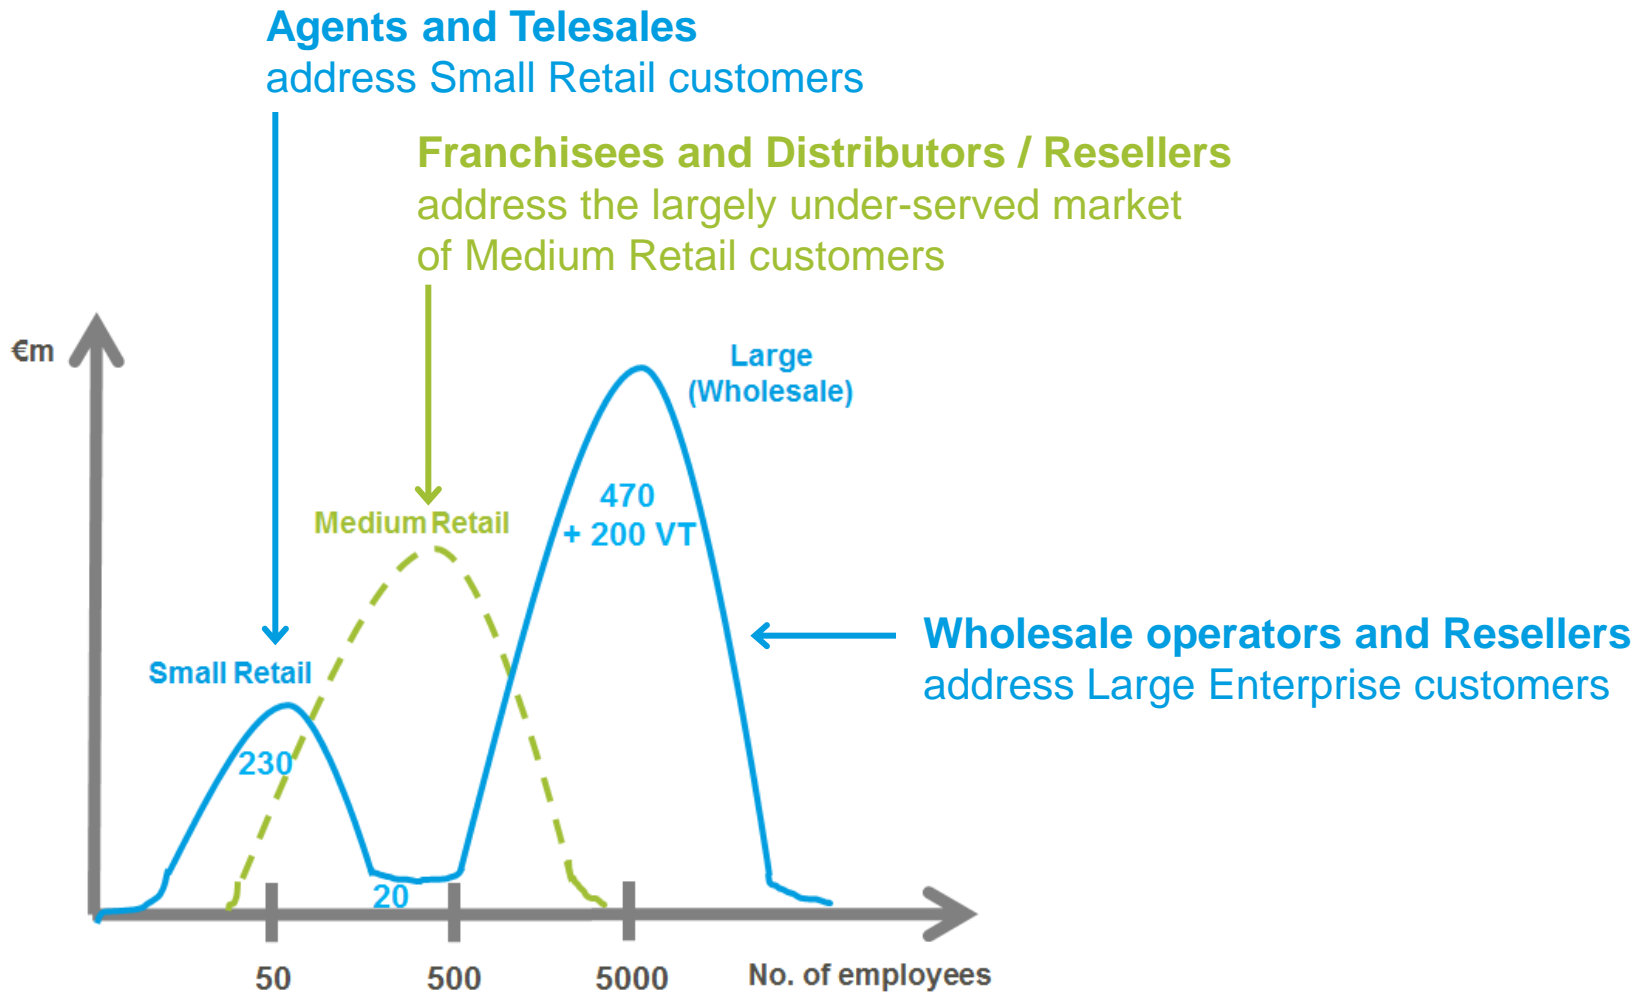 Agents and Telesales
address Small Retail customers
Franchisees and Distributors / Resellers
address the largely under-served market
of Medium Retail customers
€m
Large
(Wholesale)
470
+ 200 VT
Medium Retail
Wholesale operators and Resellers
address Large Enterprise customers
Small Retail
230
20
50
500
5000
No. of employees